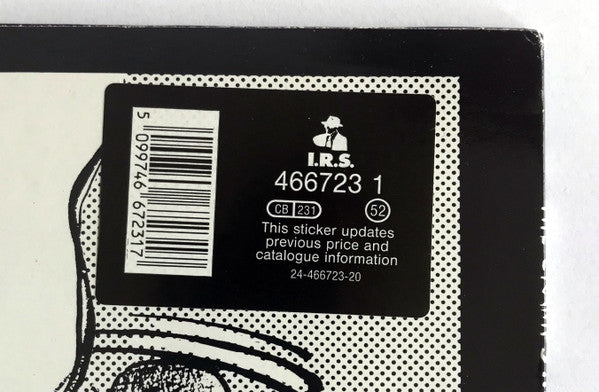 5 099746 672317
I.R.S.
466723 1
CB 231 52
This sticker updates
previous price and
catalogue information
24-466723-20